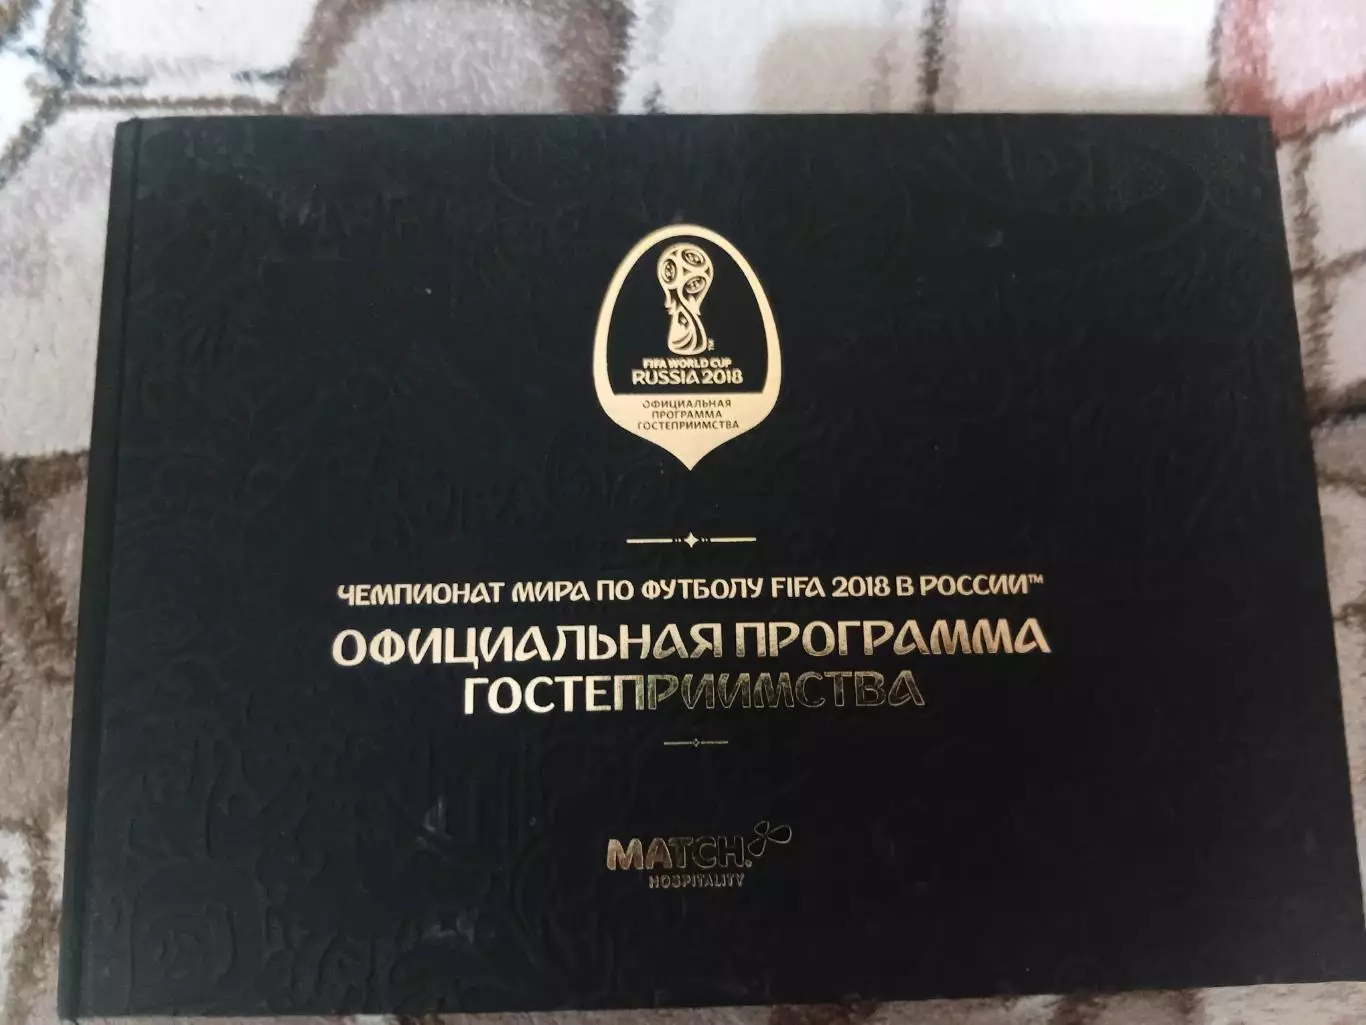 TM
FIFA WORLD CUP
RUSSIA 2018
ОФИЦИАЛЬНАЯ
ПРОГРАММА
ГОСТЕПРИИМСТВА
ЧЕМПИОНАТ МИРА ПО ФУТБОЛУ FIFA 2018 В РОССИИ™
ОФИЦИАЛЬНАЯ ПРОГРАММА
ГОСТЕПРИИМСТВА
MATCH.
HOSPITALITY